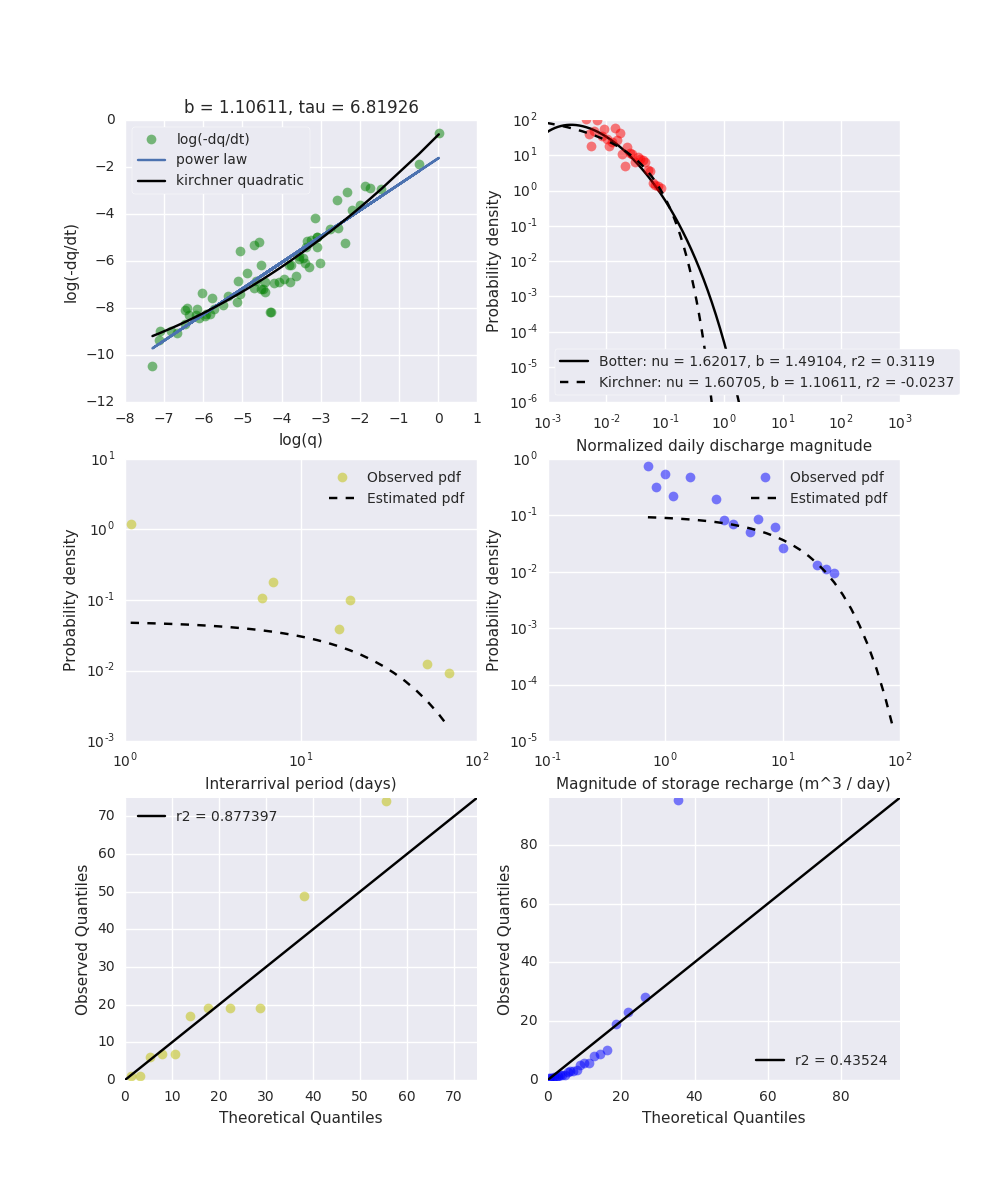 b = 1.10611, tau = 6.81926
log(-dq/dt)
power law
kirchner quadratic
0
−2
−4
−6
−8
−10
−12
log(-dq/dt)
−8 −7 −6 −5 −4 −3 −2 −1 0 1
log(q)
10^2
10^1
10^0
10^-1
10^-2
10^-3
10^-4
10^-5
10^-6
Probability density
Botter: nu = 1.62017, b = 1.49104, r2 = 0.3119
Kirchner: nu = 1.60705, b = 1.10611, r2 = -0.0237
10^-3 10^-2 10^-1 10^0 10^1 10^2 10^3
Normalized daily discharge magnitude
10^1
10^0
10^-1
10^-2
10^-3
Probability density
Observed pdf
Estimated pdf
10^0 10^1 10^2
Interarrival period (days)
10^0
10^-1
10^-2
10^-3
10^-4
10^-5
Probability density
Observed pdf
Estimated pdf
10^-1 10^0 10^1 10^2
Magnitude of storage recharge (m^3 / day)
70
60
50
40
30
20
10
0
Observed Quantiles
r2 = 0.877397
0 10 20 30 40 50 60 70
Theoretical Quantiles
80
60
40
20
0
Observed Quantiles
r2 = 0.43524
0 20 40 60 80
Theoretical Quantiles